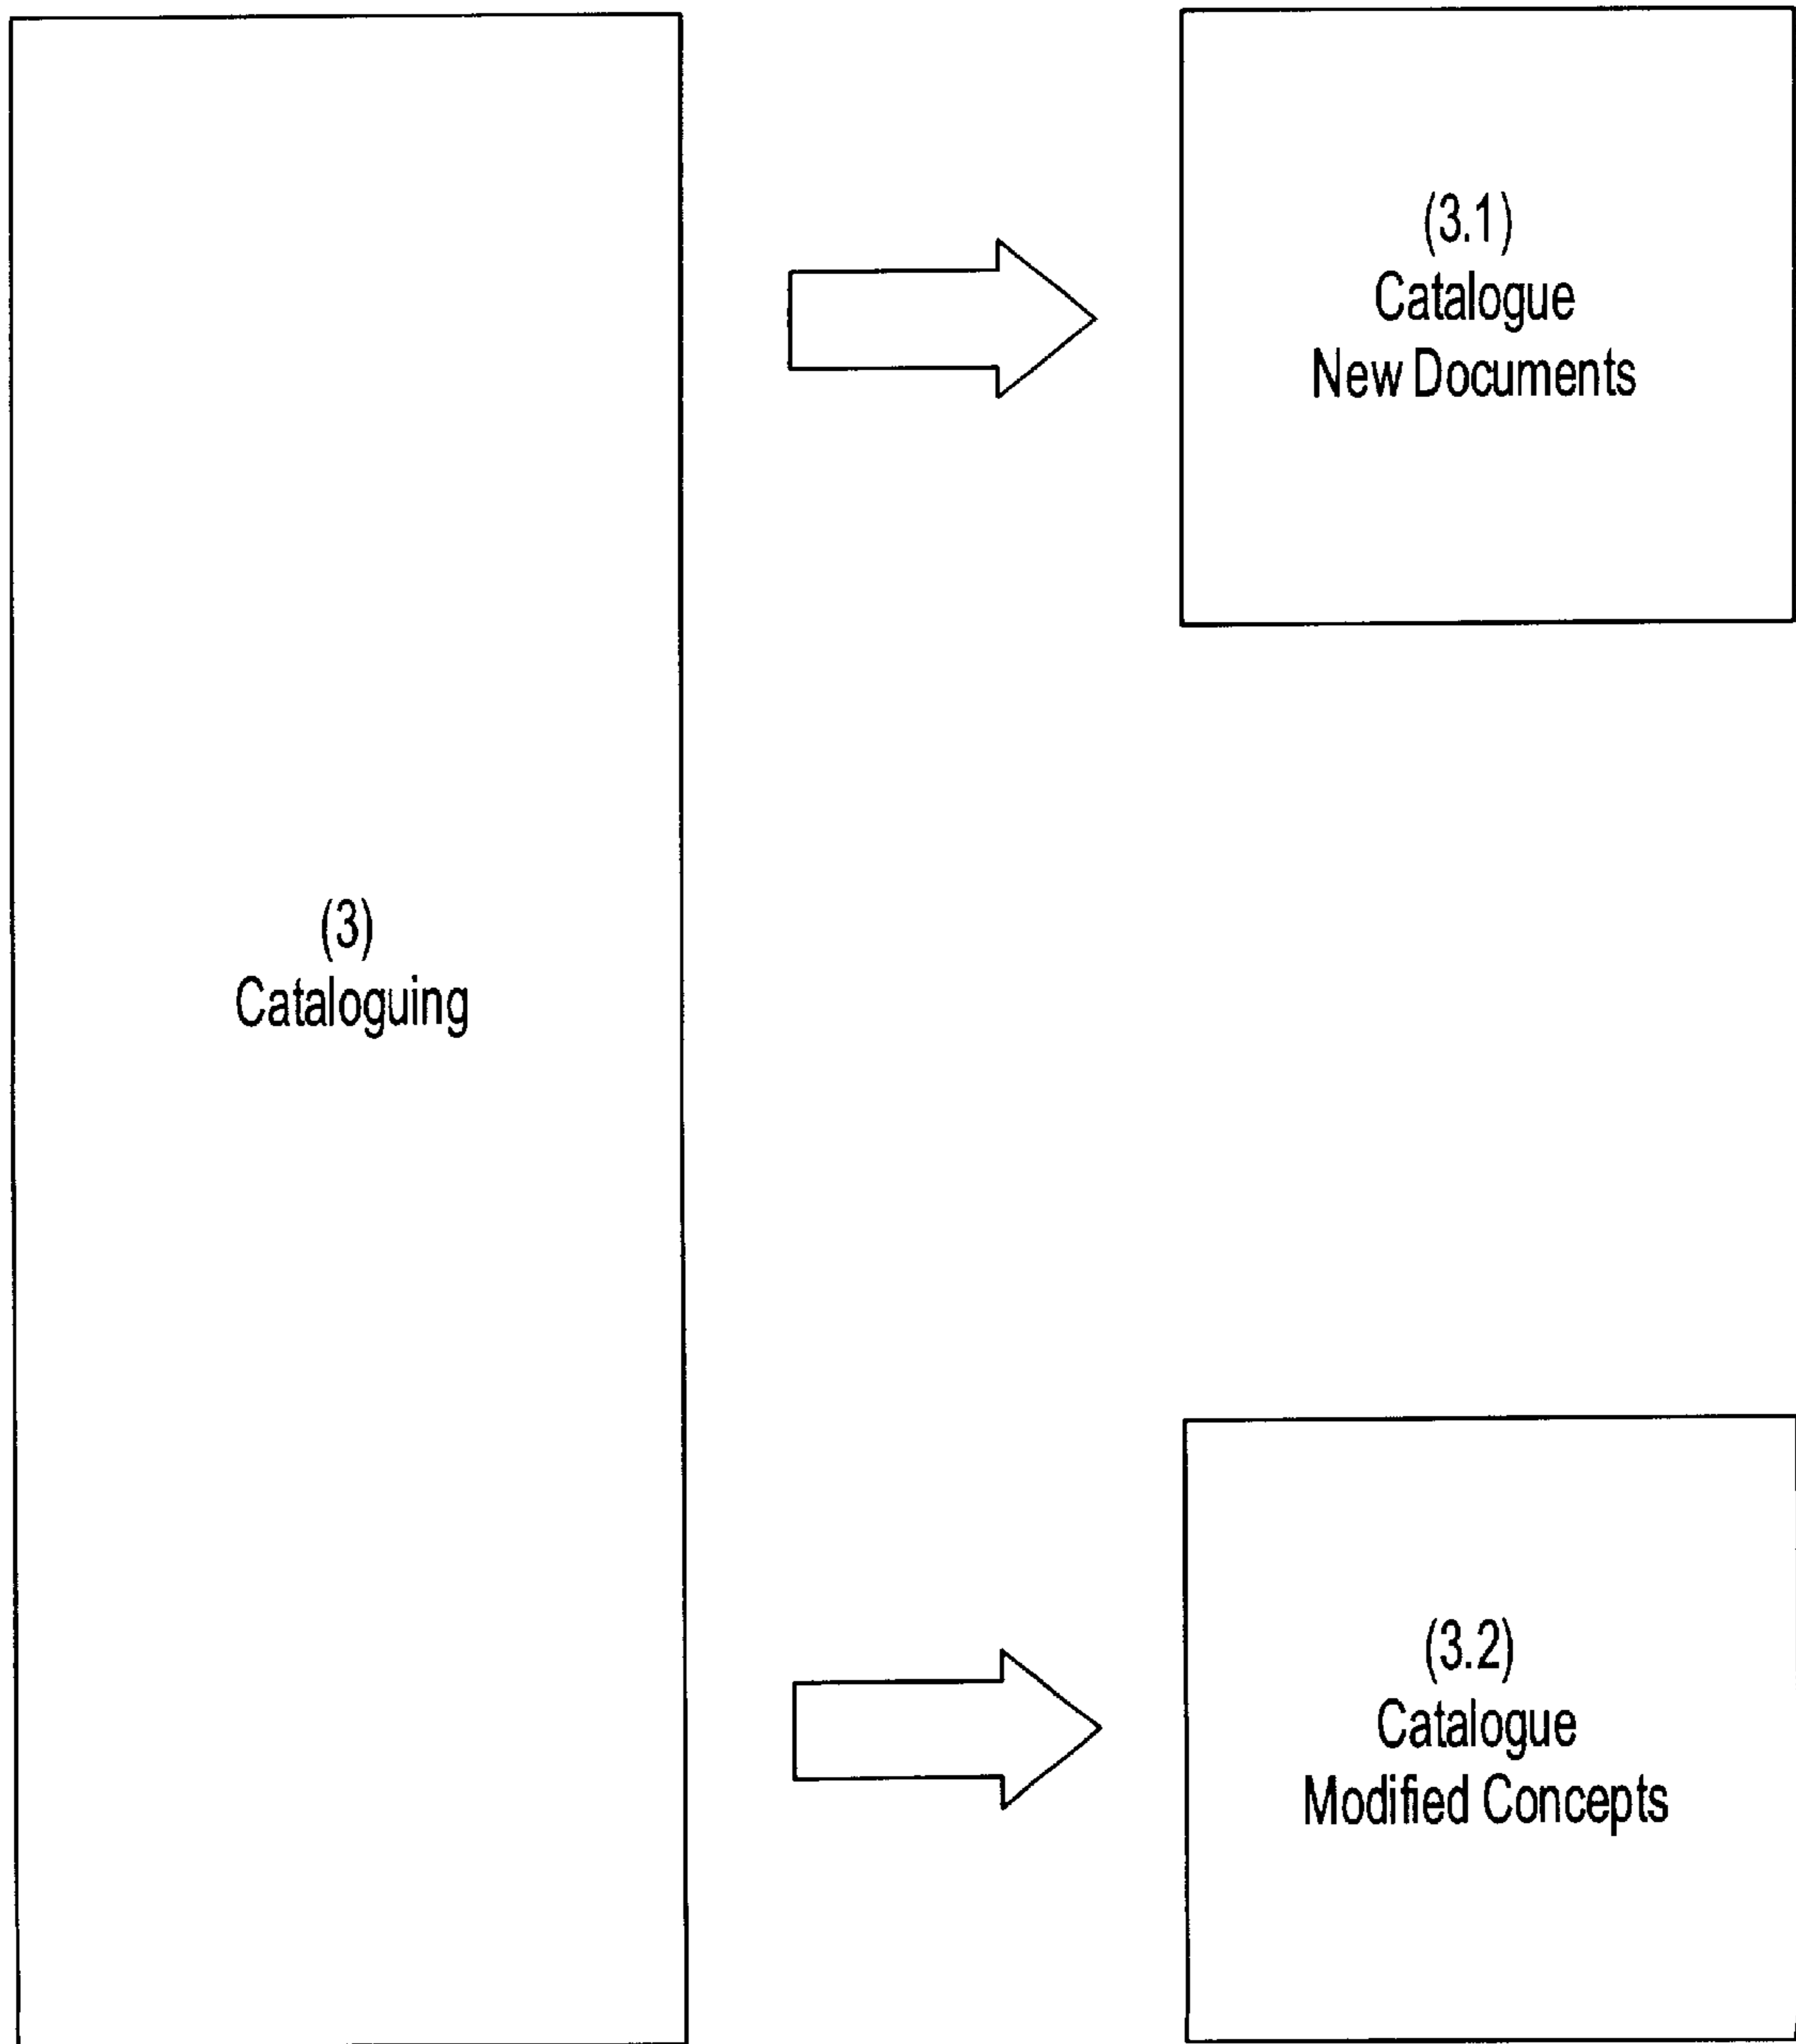 (3)
Cataloguing
(3.1)
Catalogue
New Documents
(3.2)
Catalogue
Modified Concepts